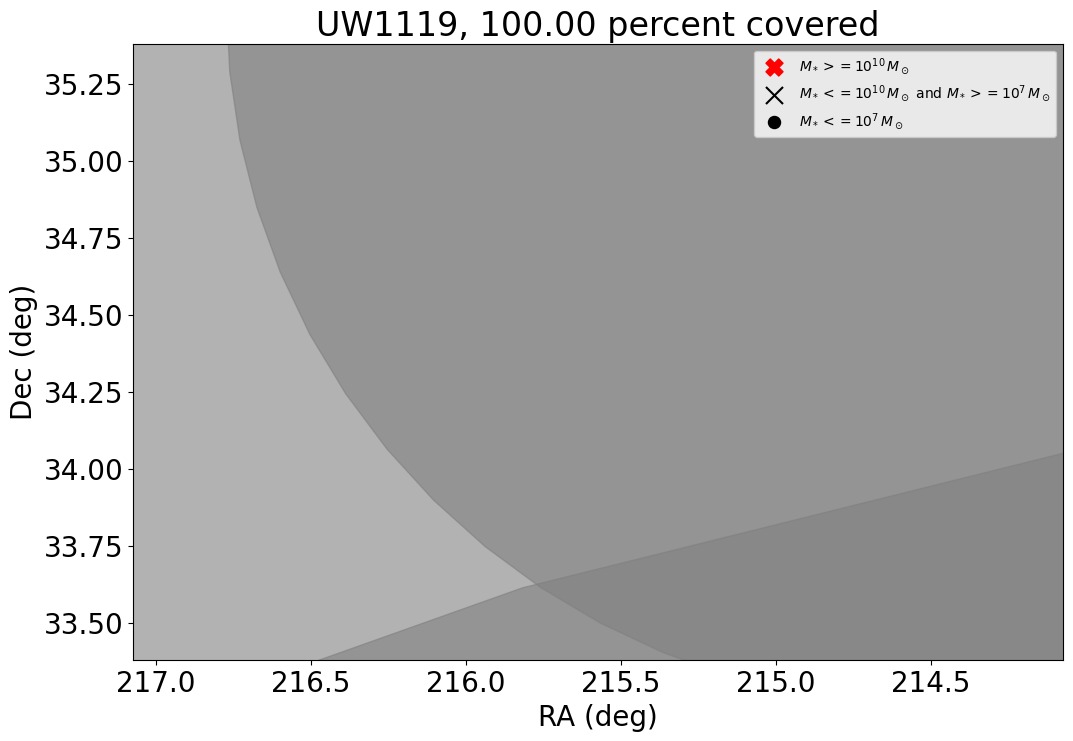 UW1119, 100.00 percent covered
M* >= 10^10 M⊙
M* <= 10^10 M⊙ and M* >= 10^7 M⊙
M* <= 10^7 M⊙
35.25
35.00
34.75
34.50
34.25
34.00
33.75
33.50
Dec (deg)
217.0 216.5 216.0 215.5 215.0 214.5
RA (deg)